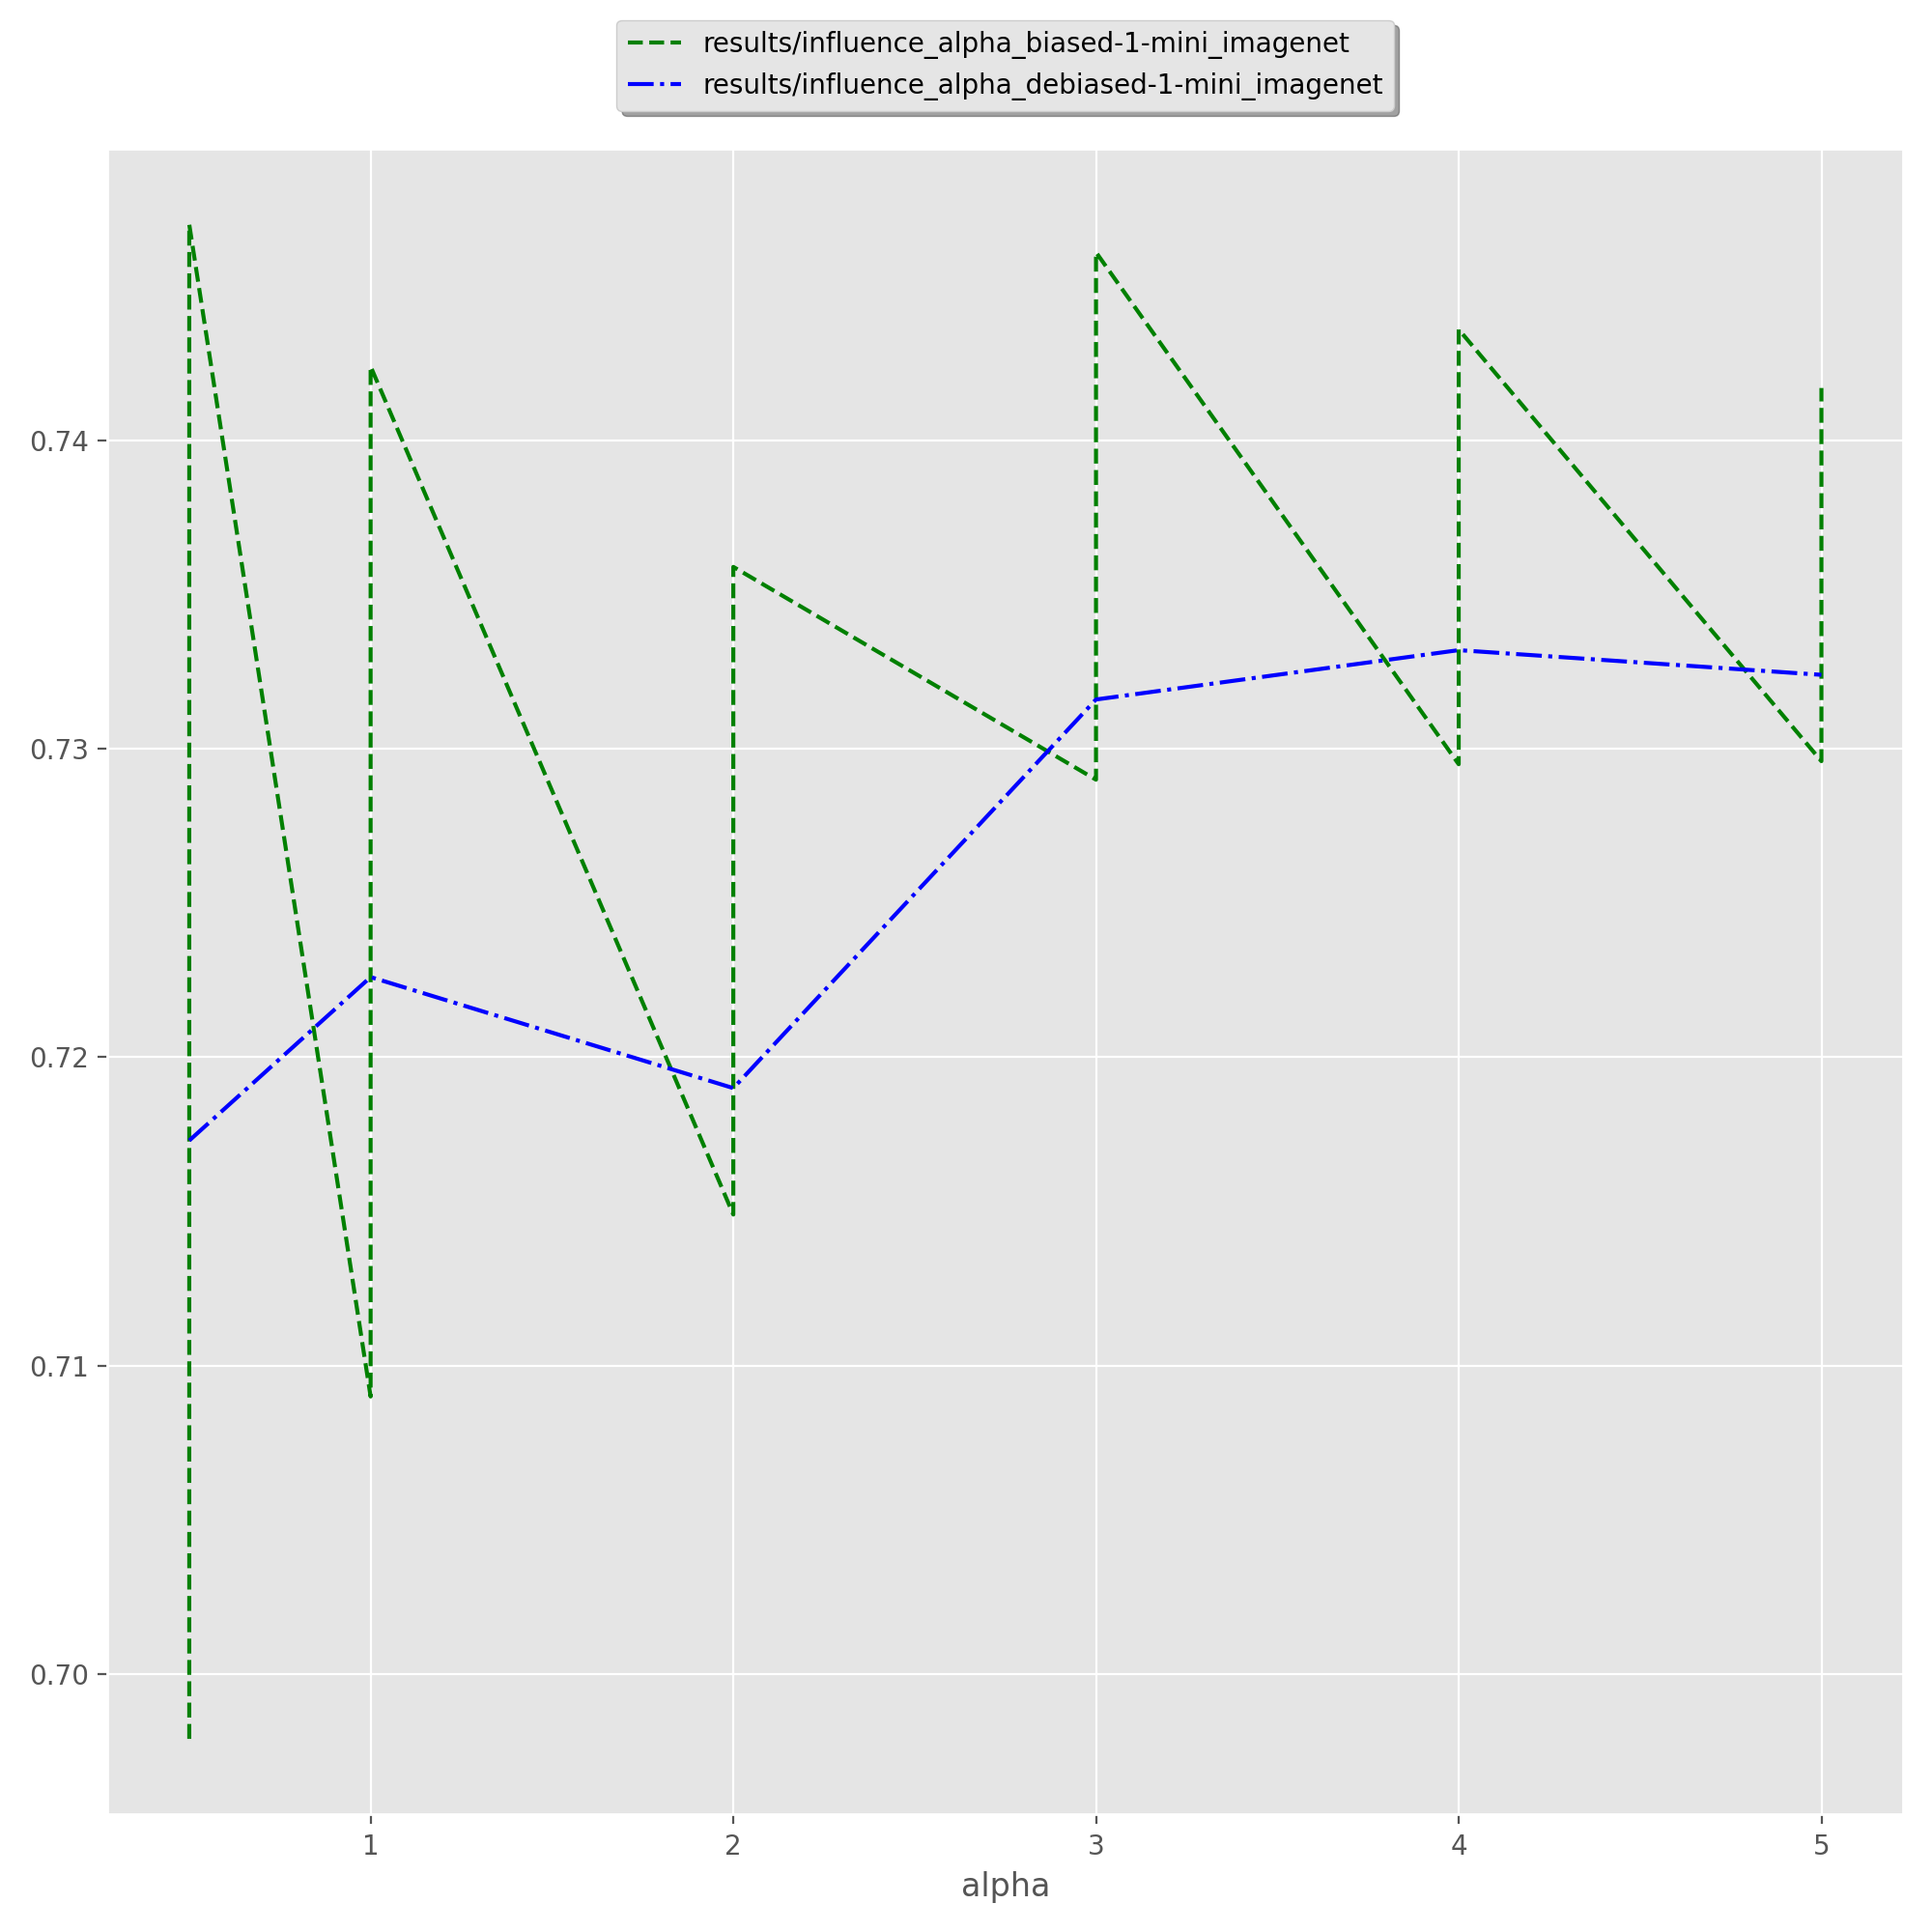 results/influence_alpha_biased-1-mini_imagenet
results/influence_alpha_debiased-1-mini_imagenet
0.74
0.73
0.72
0.71
0.70
1 2 3 4 5
alpha